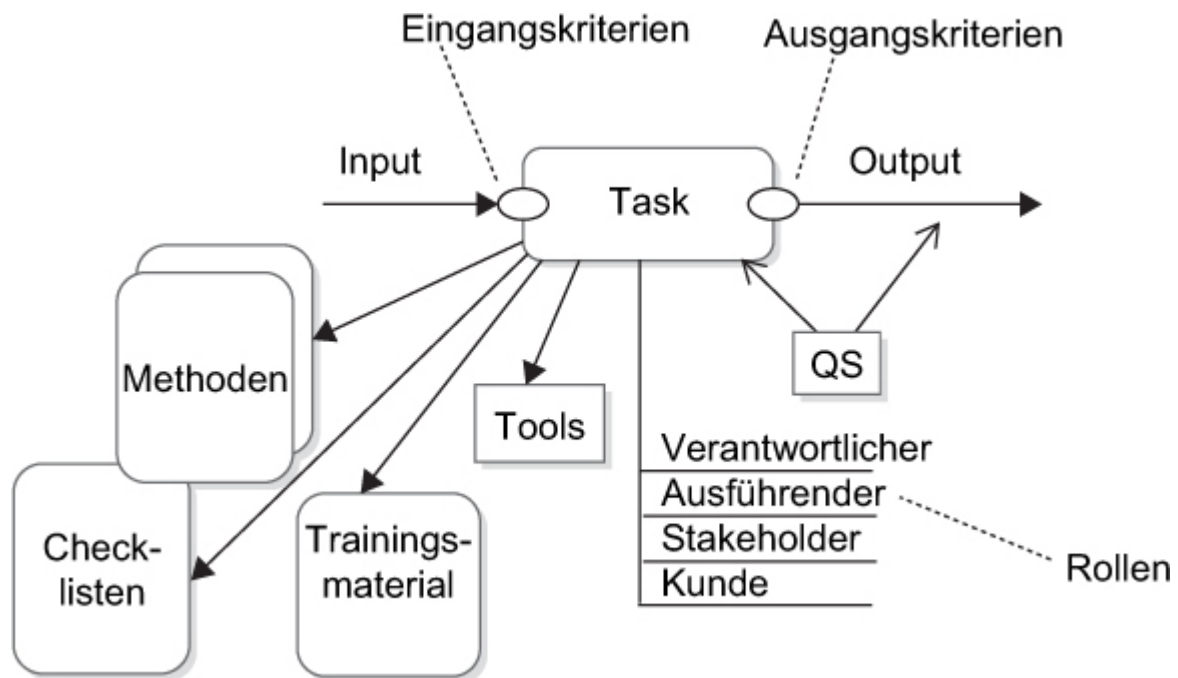 Eingangskriterien
Ausgangskriterien
Input
Task
Output
Methoden
QS
Tools
Verantwortlicher
Ausführender
Stakeholder
Kunde
Rollen
Check-
listen
Trainings-
material